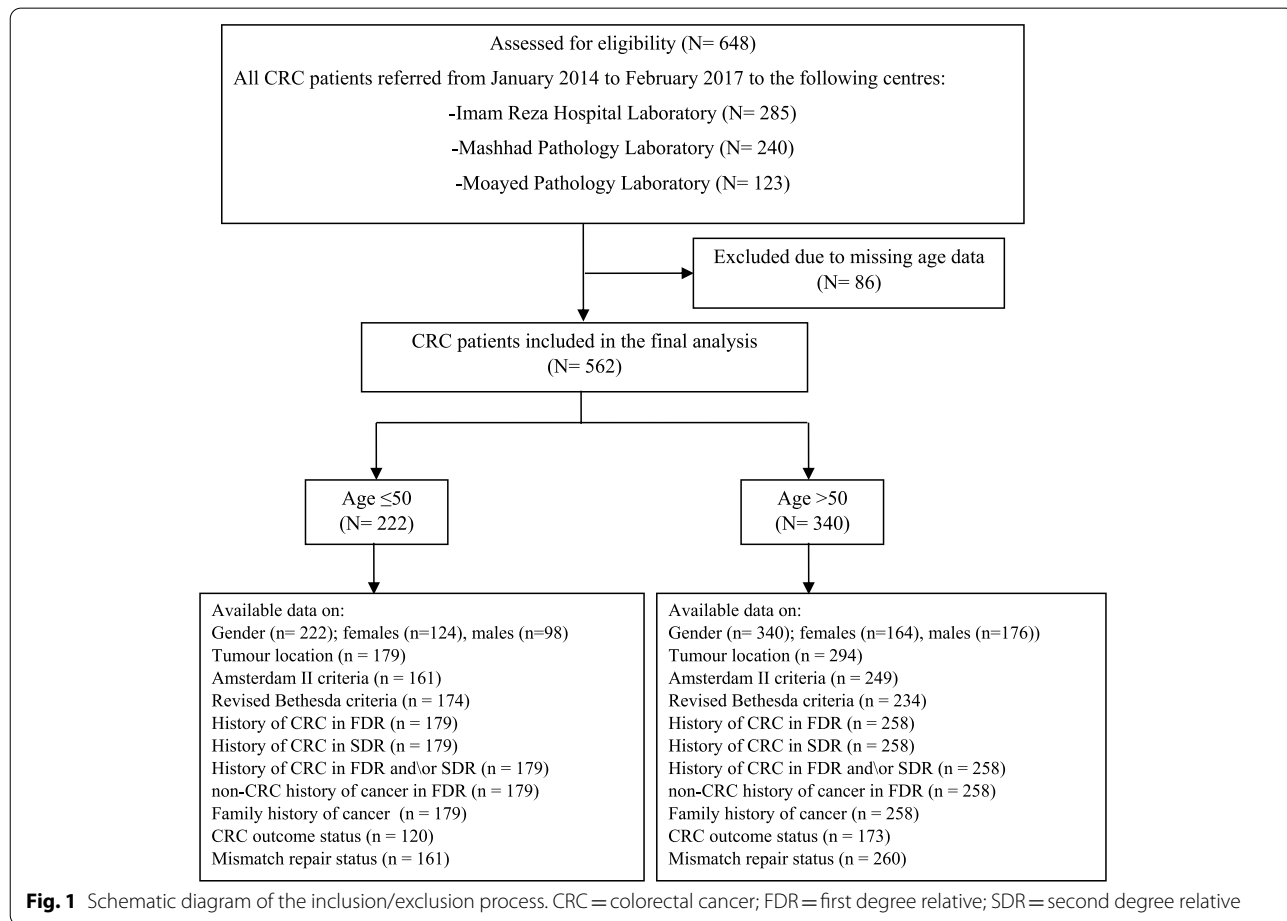 Assessed for eligibility (N= 648)
All CRC patients referred from January 2014 to February 2017 to the following centres:
-Imam Reza Hospital Laboratory (N= 285)
-Mashhad Pathology Laboratory (N= 240)
-Moayed Pathology Laboratory (N= 123)
Excluded due to missing age data
(N= 86)
CRC patients included in the final analysis
(N= 562)
Age ≤50
(N= 222)
Age >50
(N= 340)
Available data on:
Gender (n= 222); females (n=124), males (n=98)
Tumour location (n = 179)
Amsterdam II criteria (n = 161)
Revised Bethesda criteria (n = 174)
History of CRC in FDR (n = 179)
History of CRC in SDR (n = 179)
History of CRC in FDR and\or SDR (n = 179)
non-CRC history of cancer in FDR (n = 179)
Family history of cancer  (n = 179)
CRC outcome status (n = 120)
Mismatch repair status (n = 161)
Available data on:
Gender (n= 340); females (n=164), males (n=176))
Tumour location (n = 294)
Amsterdam II criteria (n = 249)
Revised Bethesda criteria (n = 234)
History of CRC in FDR (n = 258)
History of CRC in SDR (n = 258)
History of CRC in FDR and\or SDR (n = 258)
non-CRC history of cancer in FDR (n = 258)
Family history of cancer (n = 258)
CRC outcome status (n = 173)
Mismatch repair status (n = 260)
Fig. 1 Schematic diagram of the inclusion/exclusion process. CRC = colorectal cancer; FDR = first degree relative; SDR = second degree relative